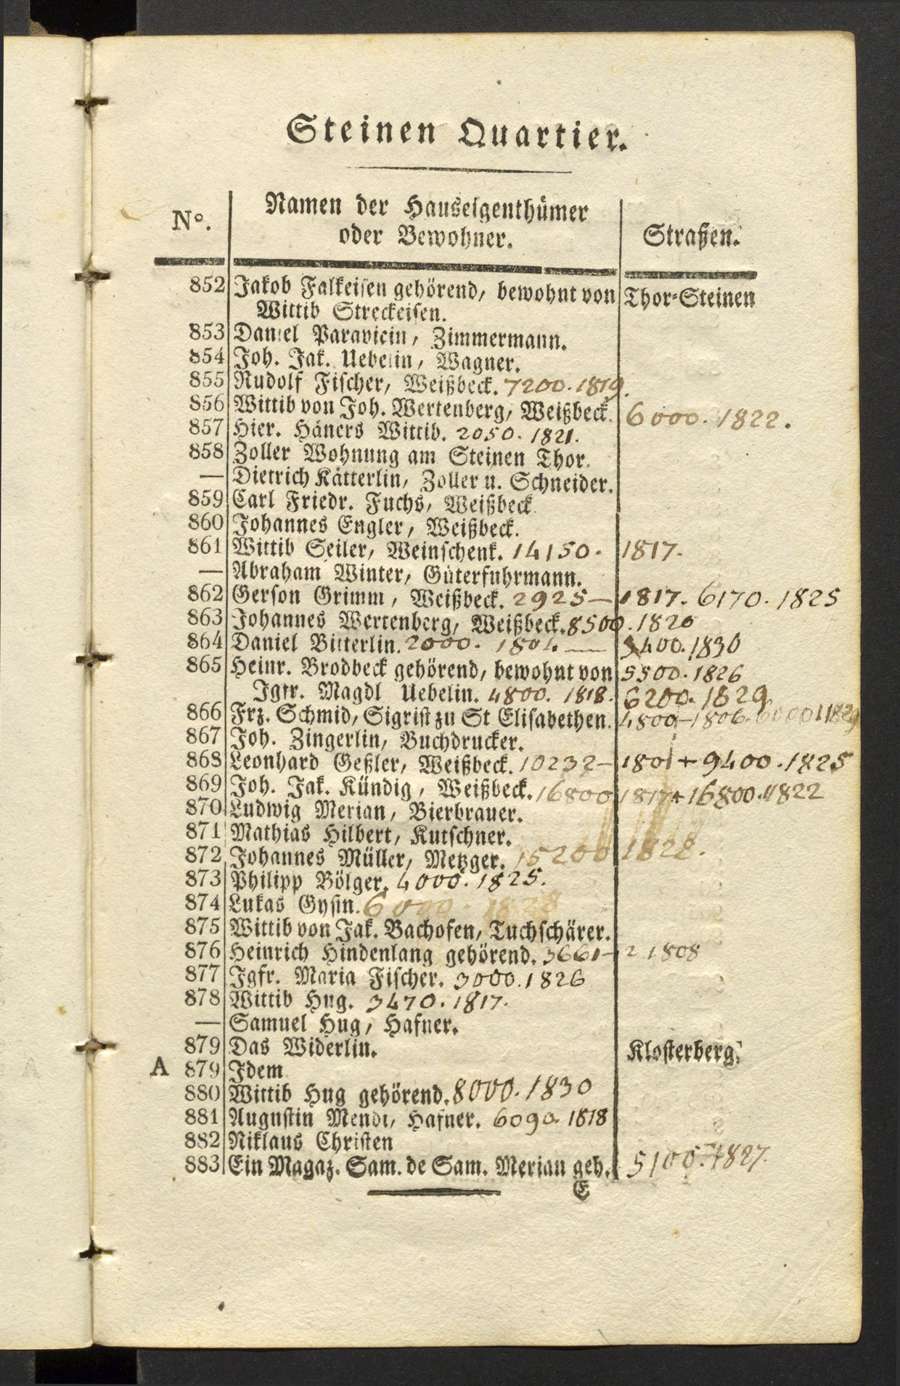 Steinen Quartier.
Nº. Namen der Hauseigenthümer oder Bewohner. Straßen.
852 Jakob Falkeisen gehörend, bewohnt von Thor-Steinen
Wittib Streckeisen.
853 Daniel Paravicin, Zimmermann.
854 Joh. Jak. Uebelin, Wagner.
855 Rudolf Fischer, Weißbeck. 7200. 1819.
856 Wittib von Joh. Wertenberg, Weißbeck. 6000. 1822.
857 Hier. Häners Wittib. 2050. 1821.
858 Zoller Wohnung am Steinen Thor.
— Dietrich Kätterlin, Zoller u. Schneider.
859 Carl Friedr. Fuchs, Weißbeck
860 Johannes Engler, Weißbeck.
861 Wittib Seiler, Weinschenk. 14150. 1817.
— Abraham Winter, Güterfuhrmann.
862 Gerson Grimm, Weißbeck. 2925— 1817. 6170. 1825
863 Johannes Wertenberg, Weißbeck. 8500. 1820
864 Daniel Bitterlin. 2000. 1804. — 3400. 1830
865 Heinr. Brodbeck gehörend, bewohnt von 5500. 1826
Jgfr. Magdl Uebelin. 4800. 1818. 6200. 1829
866 Frz. Schmid, Sigrist zu St Elisabethen. 4800—1806.
867 Joh. Zingerlin, Buchdrucker.
868 Leonhard Geßler, Weißbeck. 10232— 1801 + 9400. 1825
869 Joh. Jak. Kündig, Weißbeck. 16800 1817 + 16800. 1822
870 Ludwig Merian, Bierbrauer.
871 Mathias Hilbert, Kutschner.
872 Johannes Müller, Metzger. 15200 1828.
873 Philipp Bölger. 4000. 1825.
874 Lukas Gysin. 6000. 1828
875 Wittib von Jak. Bachofen, Tuchschärer.
876 Heinrich Hindenlang gehörend. 3661— 1808
877 Jgfr. Maria Fischer. 3000. 1826
878 Wittib Hug. 3470. 1817.
— Samuel Hug, Hafner.
879 Das Widerlin. Klosterberg.
A 879 Idem
880 Wittib Hug gehörend. 8000. 1830
881 Augustin Mendi, Hafner. 6090. 1818
882 Niklaus Christen
883 Ein Magaz. Sam. de Sam. Merian geh. 5100. 1827.
E